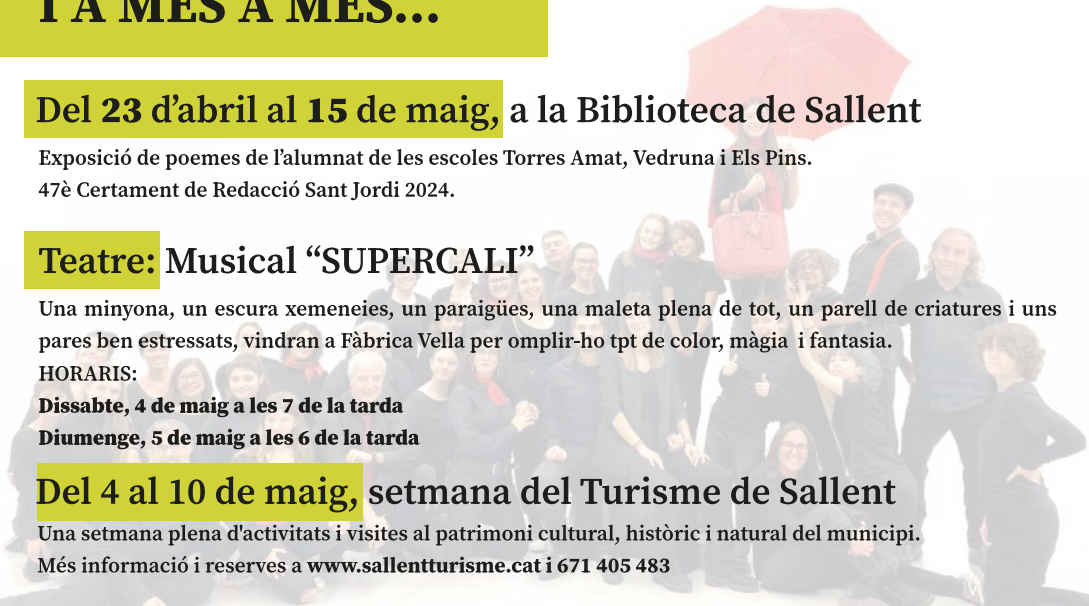 I A MÉS A MÉS...
Del 23 d’abril al 15 de maig, a la Biblioteca de Sallent
Exposició de poemes de l’alumnat de les escoles Torres Amat, Vedruna i Els Pins.
47è Certament de Redacció Sant Jordi 2024.
Teatre: Musical “SUPERCALI”
Una minyona, un escura xemeneies, un paraigües, una maleta plena de tot, un parell de criatures i uns
pares ben estressats, vindran a Fàbrica Vella per omplir-ho tpt de color, màgia i fantasia.
HORARIS:
Dissabte, 4 de maig a les 7 de la tarda
Diumenge, 5 de maig a les 6 de la tarda
Del 4 al 10 de maig, setmana del Turisme de Sallent
Una setmana plena d'activitats i visites al patrimoni cultural, històric i natural del municipi.
Més informació i reserves a www.sallentturisme.cat i 671 405 483